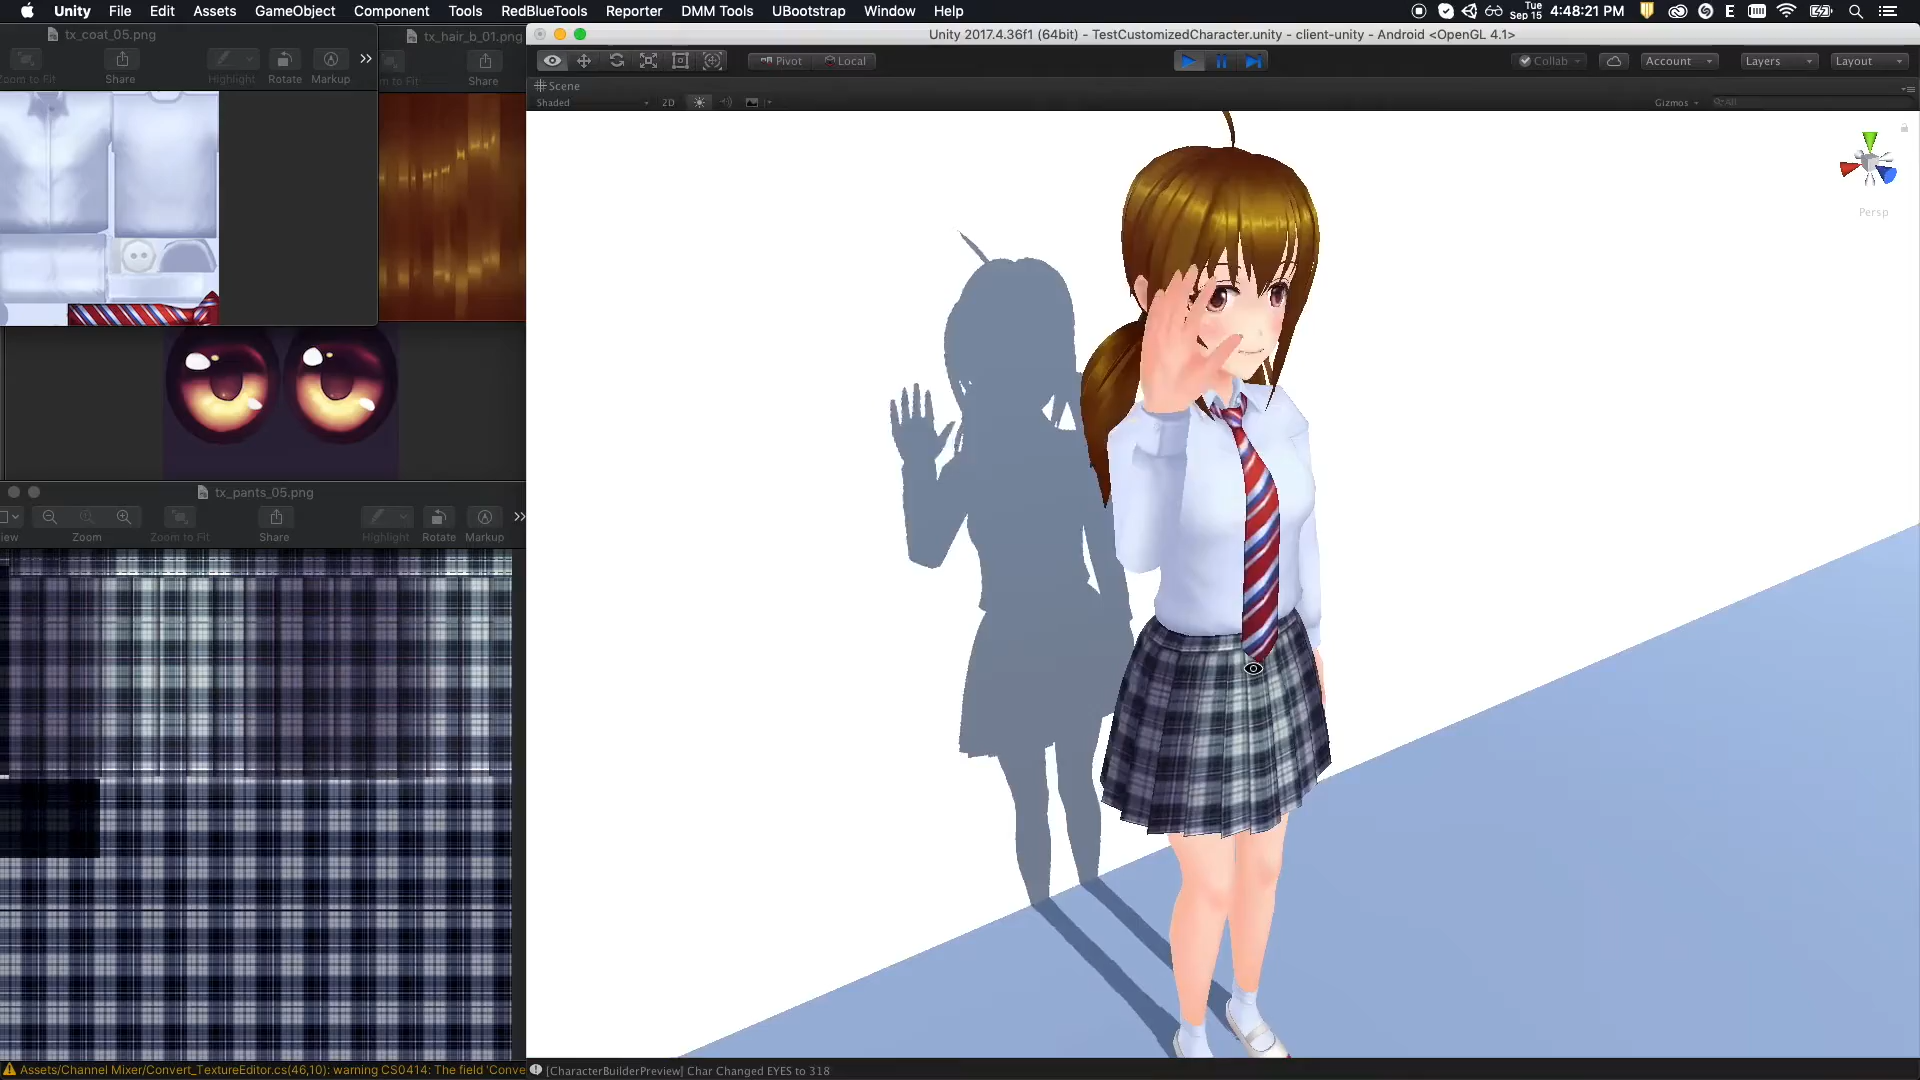 Unity File Edit Assets GameObject Component Tools RedBlueTools Reporter DMM Tools UBootstrap Window Help
Tue Sep 15 4:48:21 PM
tx_coat_05.png
Zoom to Fit Share Highlight Rotate Markup
tx_hair_b_01.png
Share
Unity 2017.4.36f1 (64bit) - TestCustomizedCharacter.unity - client-unity - Android <OpenGL 4.1>
Pivot Local
Collab Account Layers Layout
Scene
Shaded 2D
Gizmos All
Persp
tx_pants_05.png
Zoom Zoom to Fit Share Highlight Rotate Markup
Assets/Channel Mixer/Convert_TextureEditor.cs(46,10): warning CS0414: The field 'Conve
[CharacterBuilderPreview] Char Changed EYES to 318